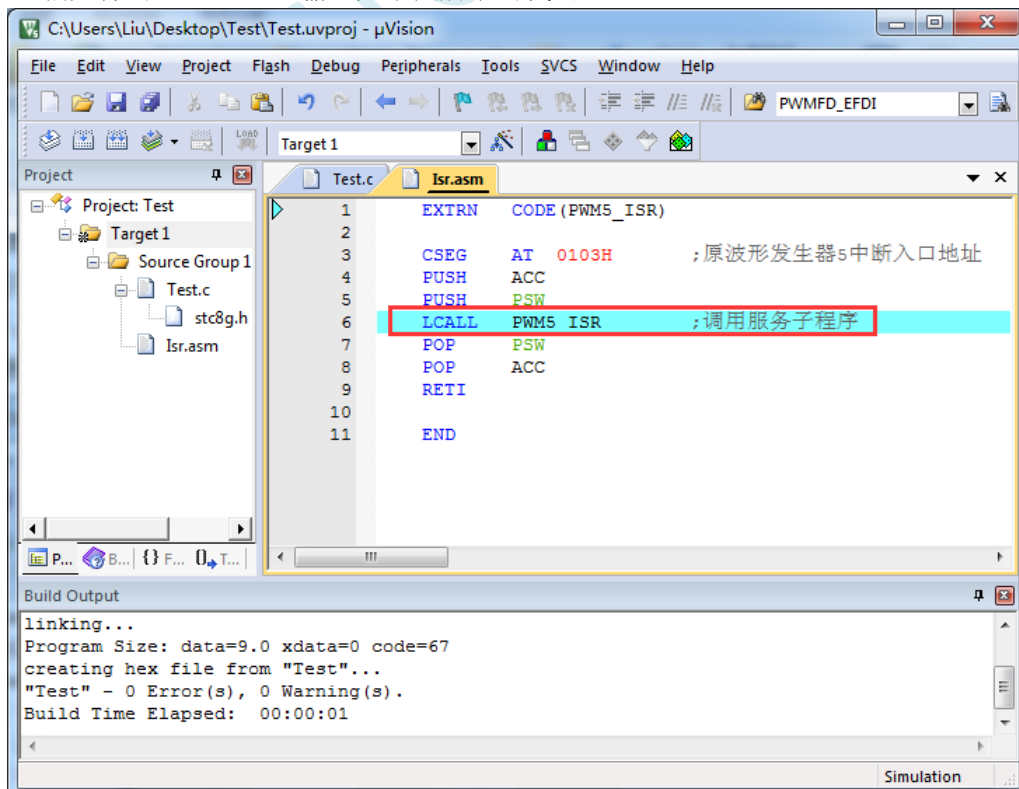 C:\Users\Liu\Desktop\Test\Test.uvproj - µVision
File Edit View Project Flash Debug Peripherals Tools SVCS Window Help
PWMFD_EFDI
LOAD
Target 1
Project
Test.c Isr.asm
Project: Test
Target 1
Source Group 1
Test.c
stc8g.h
Isr.asm
1 EXTRN CODE(PWM5_ISR)
2
3 CSEG AT 0103H ;原波形发生器5中断入口地址
4 PUSH ACC
5 PUSH PSW
6 LCALL PWM5_ISR ;调用服务子程序
7 POP PSW
8 POP ACC
9 RETI
10
11 END
P... B... {} F... 0 T...
Build Output
linking...
Program Size: data=9.0 xdata=0 code=67
creating hex file from "Test"...
"Test" - 0 Error(s), 0 Warning(s).
Build Time Elapsed: 00:00:01
Simulation